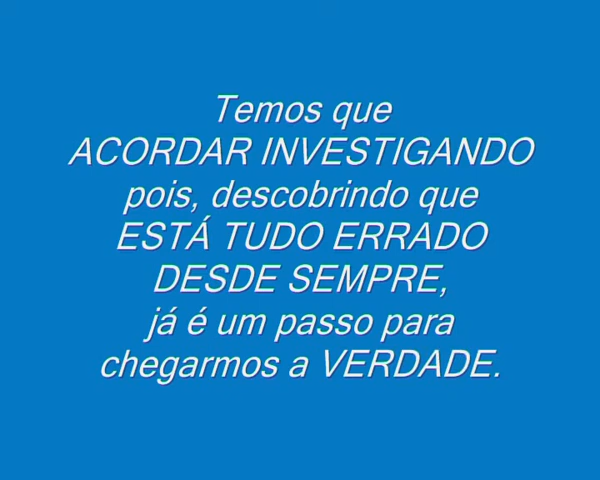 Temos que
ACORDAR INVESTIGANDO
pois, descobrindo que
ESTÁ TUDO ERRADO
DESDE SEMPRE,
já é um passo para
chegarmos a VERDADE.